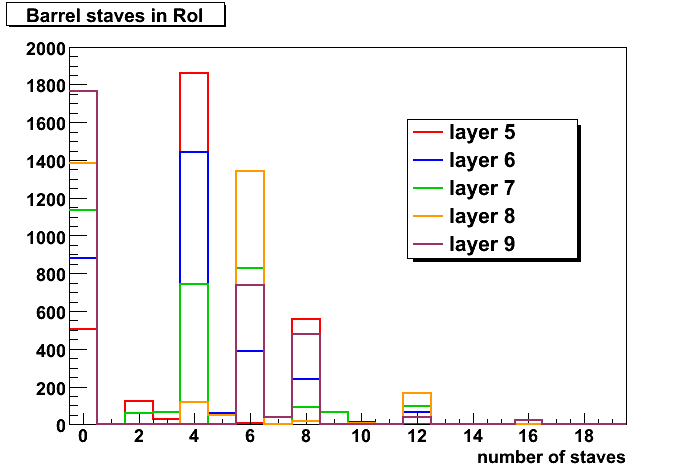 Barrel staves in RoI
2000
1800
1600
1400
1200
1000
800
600
400
200
0
layer 5
layer 6
layer 7
layer 8
layer 9
0 2 4 6 8 10 12 14 16 18
number of staves